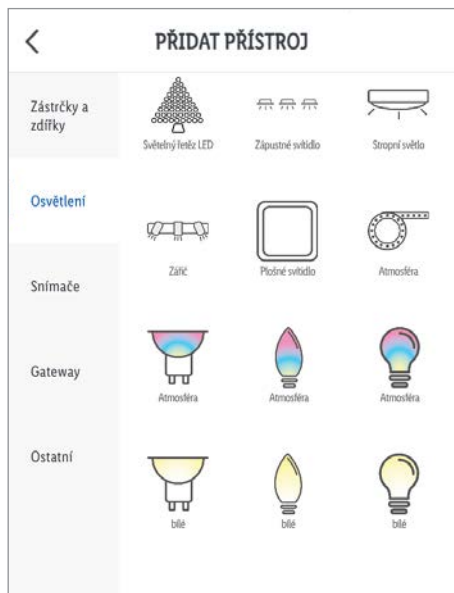 PŘIDAT PŘÍSTROJ
Zástrčky a
zdířky
Osvětlení
Snímače
Gateway
Ostatní
Světelný řetěz LED
Zápustné svítidlo
Stropní světlo
Zářič
Plošné svítidlo
Atmosféra
Atmosféra
Atmosféra
Atmosféra
bílé
bílé
bílé